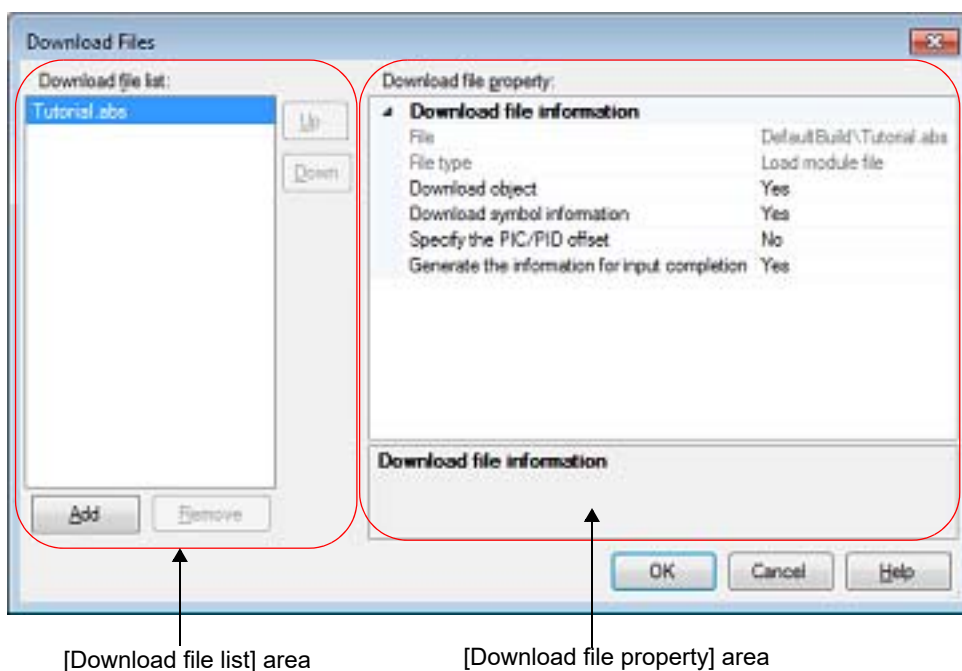 Download Files
Download file list:
Tutorial.abs
Up
Down
Add
Remove
Download file property:
Download file information
File DefaultBuild\Tutorial.abs
File type Load module file
Download object Yes
Download symbol information Yes
Specify the PIC/PID offset No
Generate the information for input completion Yes
Download file information
OK
Cancel
Help
[Download file list] area
[Download file property] area